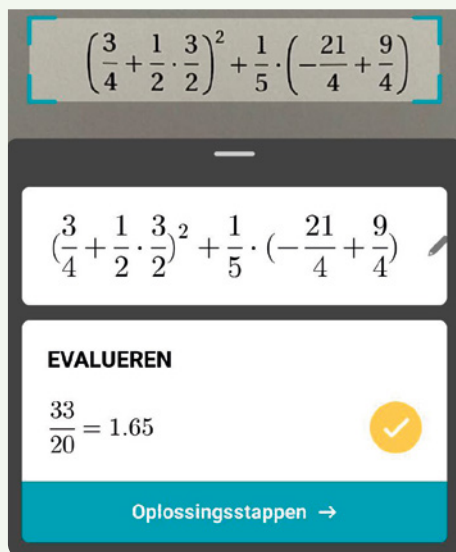 (3/4 + 1/2 · 3/2)² + 1/5 · (−21/4 + 9/4)
(3/4 + 1/2 · 3/2)² + 1/5 · (−21/4 + 9/4)
EVALUEREN
33/20 = 1.65
Oplossingsstappen →